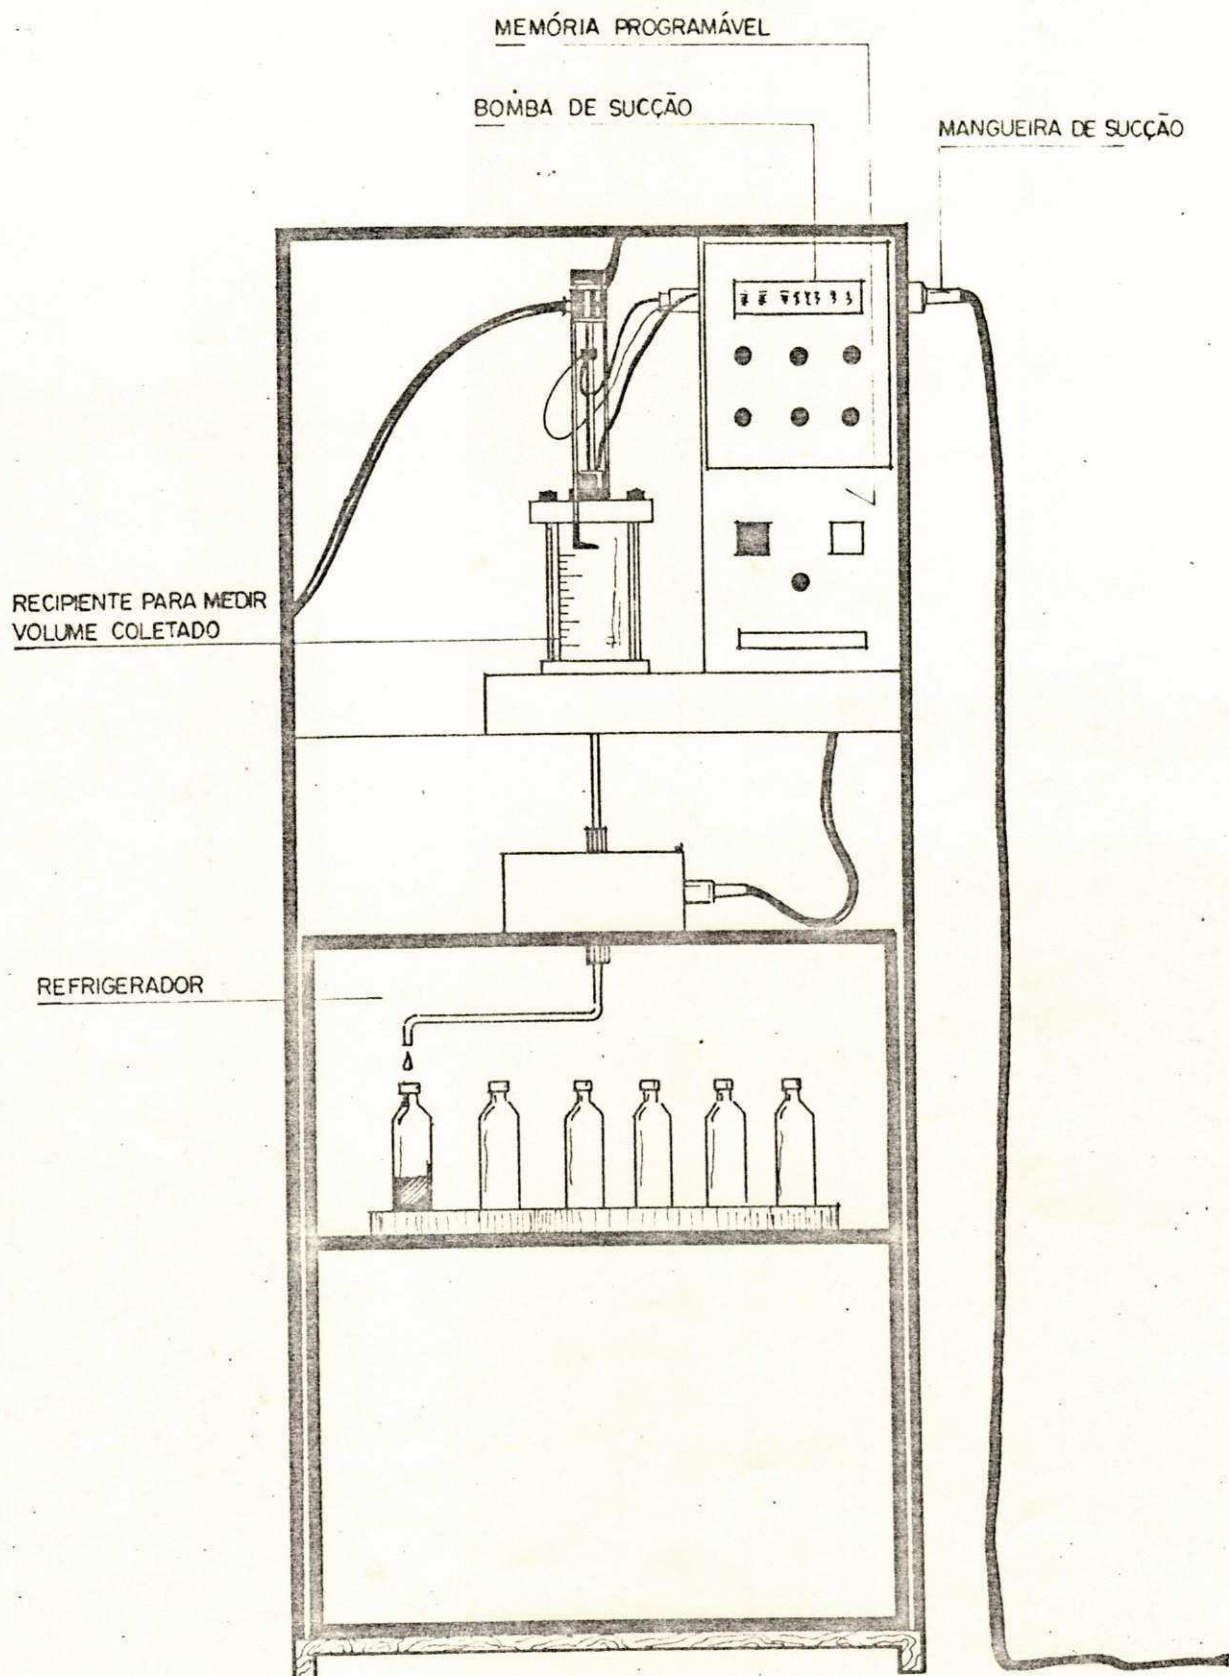 MEMÓRIA PROGRAMÁVEL
BOMBA DE SUCÇÃO
MANGUEIRA DE SUCÇÃO
RECIPIENTE PARA MEDIR
VOLUME COLETADO
REFRIGERADOR